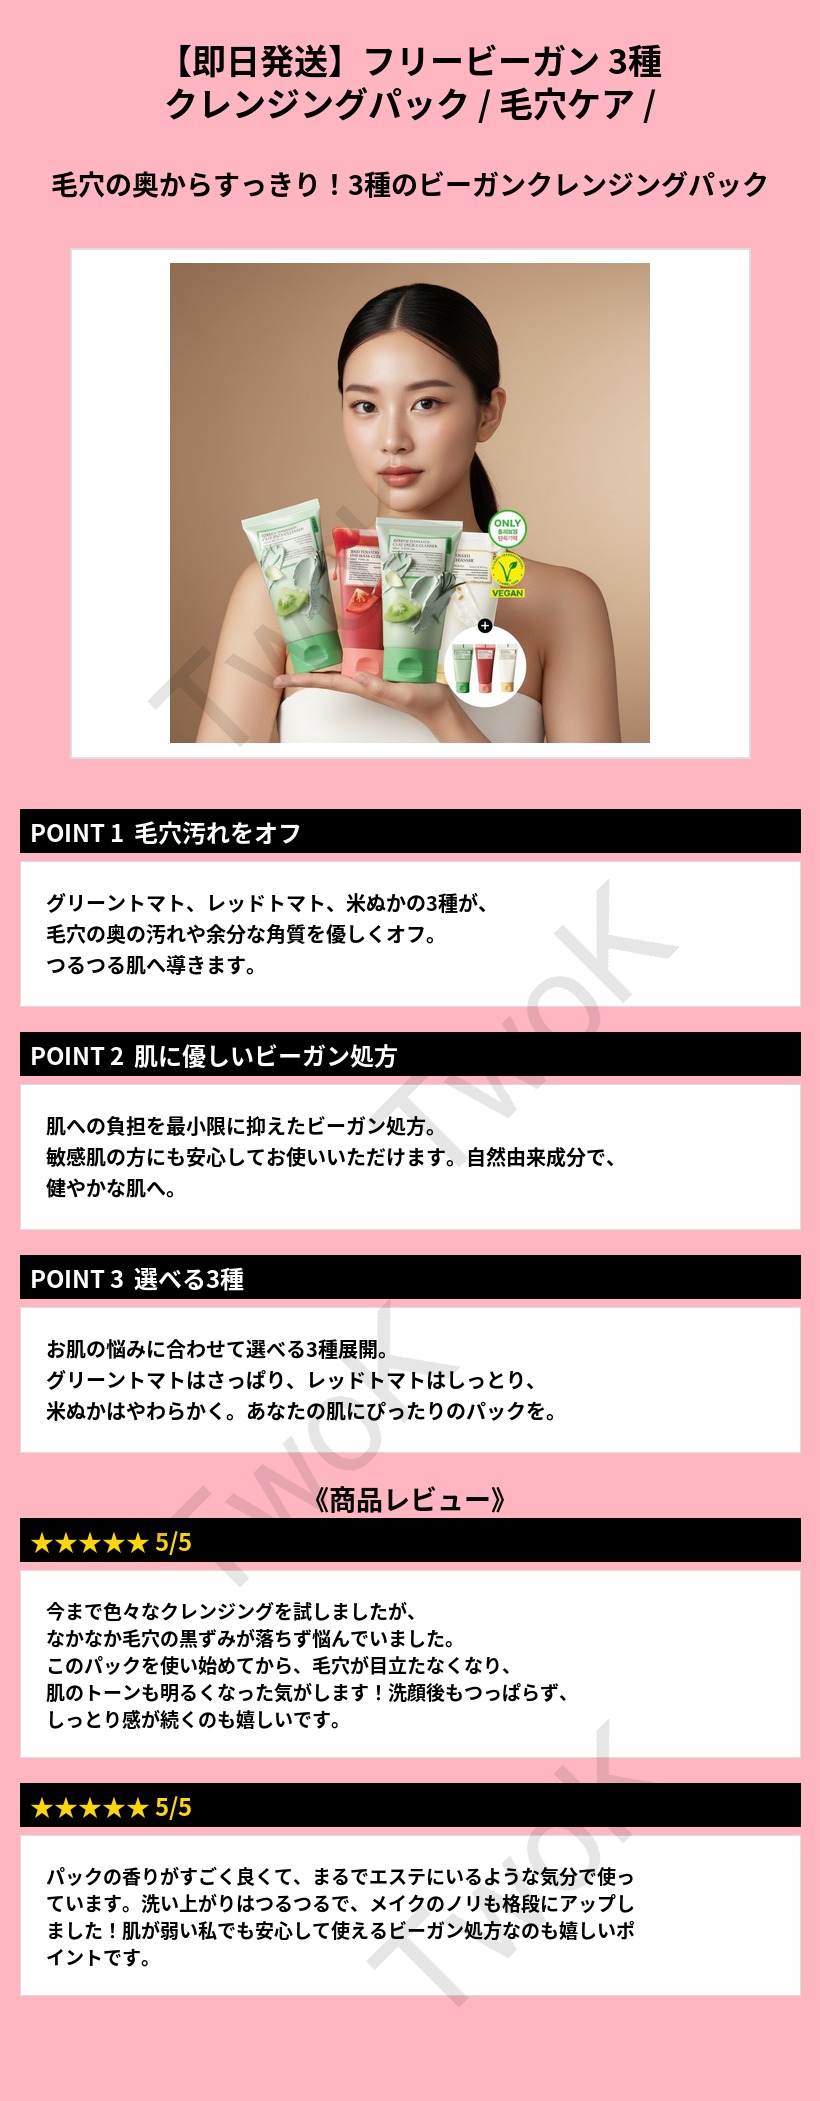 【即日発送】フリービーガン 3種
クレンジングパック / 毛穴ケア /
毛穴の奥からすっきり！3種のビーガンクレンジングパック
ONLY
VEGAN
+
POINT 1 毛穴汚れをオフ
グリーントマト、レッドトマト、米ぬかの3種が、
毛穴の奥の汚れや余分な角質を優しくオフ。
つるつる肌へ導きます。
POINT 2 肌に優しいビーガン処方
肌への負担を最小限に抑えたビーガン処方。
敏感肌の方にも安心してお使いいただけます。自然由来成分で、
健やかな肌へ。
POINT 3 選べる3種
お肌の悩みに合わせて選べる3種展開。
グリーントマトはさっぱり、レッドトマトはしっとり、
米ぬかはやわらかく。あなたの肌にぴったりのパックを。
《商品レビュー》
★★★★★ 5/5
今まで色々なクレンジングを試しましたが、
なかなか毛穴の黒ずみが落ちず悩んでいました。
このパックを使い始めてから、毛穴が目立たなくなり、
肌のトーンも明るくなった気がします！洗顔後もつっぱらず、
しっとり感が続くのも嬉しいです。
★★★★★ 5/5
パックの香りがすごく良くて、まるでエステにいるような気分で使っ
ています。洗い上がりはつるつるで、メイクのノリも格段にアップし
ました！肌が弱い私でも安心して使えるビーガン処方なのも嬉しいポ
イントです。
TwoK
TwoK
TwoK
TwoK